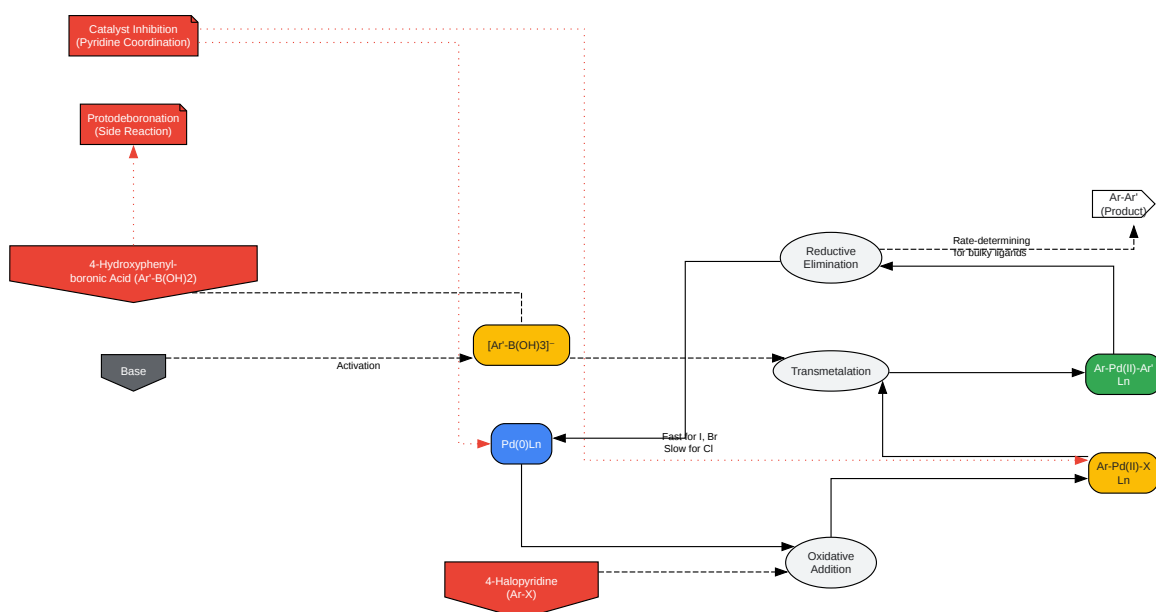 Catalyst Inhibition
(Pyridine Coordination)
Protodeboronation
(Side Reaction)
Ar-Ar'
(Product)
Rate-determining
for bulky ligands
Reductive
Elimination
4-Hydroxyphenyl-
boronic Acid (Ar'-B(OH)2)
[Ar'-B(OH)3]⁻
Base
Activation
Transmetalation
Ar-Pd(II)-Ar'
Ln
Pd(0)Ln
Fast for I, Br
Slow for Cl
Ar-Pd(II)-X
Ln
Oxidative
Addition
4-Halopyridine
(Ar-X)